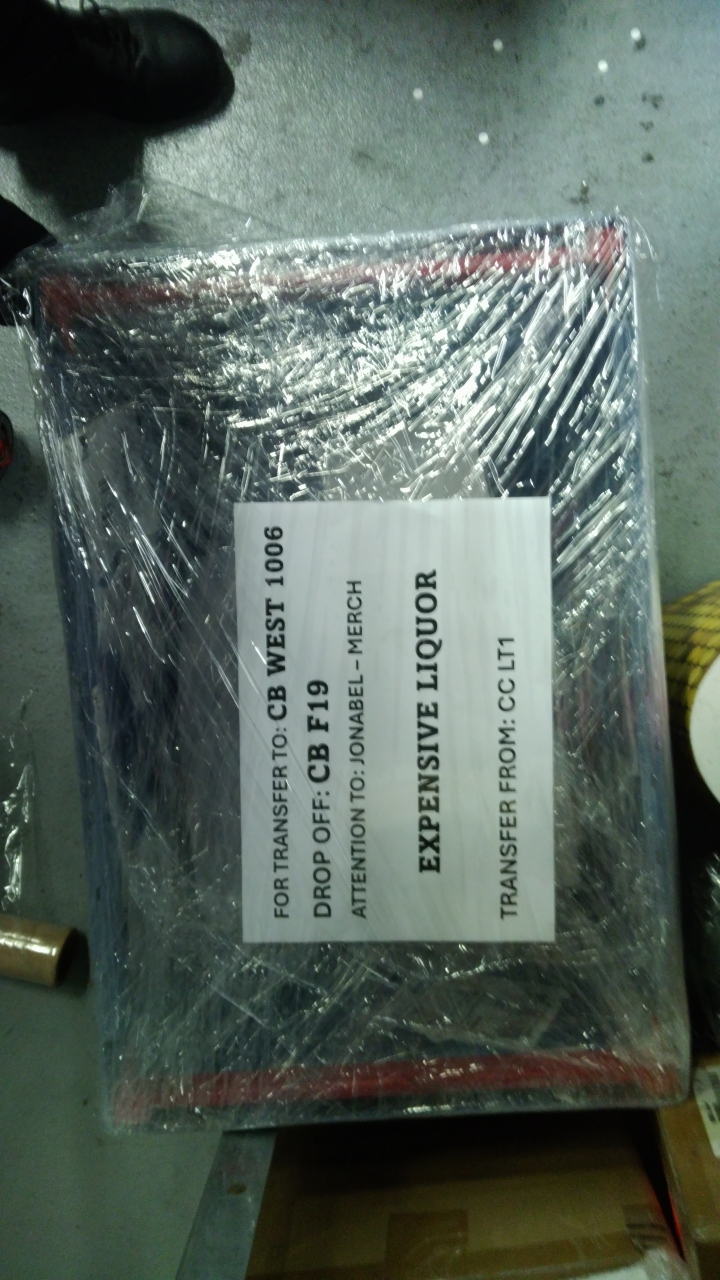 FOR TRANSFER TO: CB WEST 1006
DROP OFF: CB F19
ATTENTION TO: JONABEL – MERCH
EXPENSIVE LIQUOR
TRANSFER FROM: CC LT1